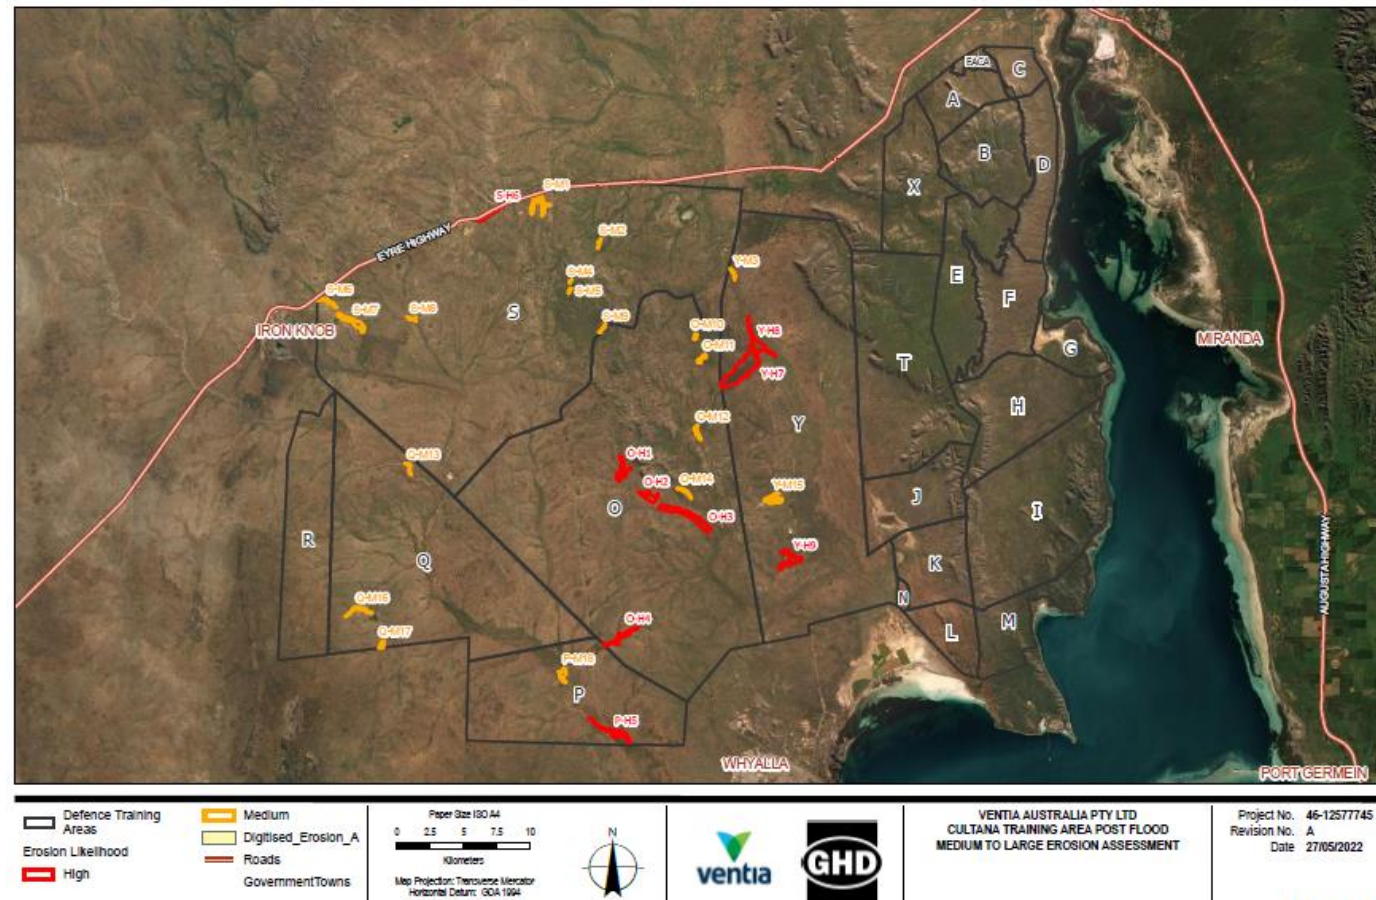 EACA
C
A
B
D
X
S-H6
S-M1
EYRE HIGHWAY
S-M2
Y-M3
S-M5
E
F
S-M7
S-M8
S
S-M9
O-M10
O-M11
Y-H8
Y-H7
IRON KNOB
MIRANDA
G
T
H
O-M12
Y
Q-M13
O-H1
O-H2
O-M14
Y-M15
O
O-H3
J
I
R
Q
Y-H9
K
AUGUSTA HIGHWAY
N
Q-M16
Q-M17
O-H4
L
M
P-M18
P
P-H5
WHYALLA
PORT GERMEIN
Defence Training
Areas
Erosion Likelihood
High
Medium
Digitised_Erosion_A
Roads
GovernmentTowns
Paper Size ISO A4
0 2.5 5 7.5 10
Kilometers
Map Projection: Transverse Mercator
Horizontal Datum: GDA 1994
N
ventia
GHD
VENTIA AUSTRALIA PTY LTD
CULTANA TRAINING AREA POST FLOOD
MEDIUM TO LARGE EROSION ASSESSMENT
Project No. 46-12577745
Revision No. A
Date 27/05/2022